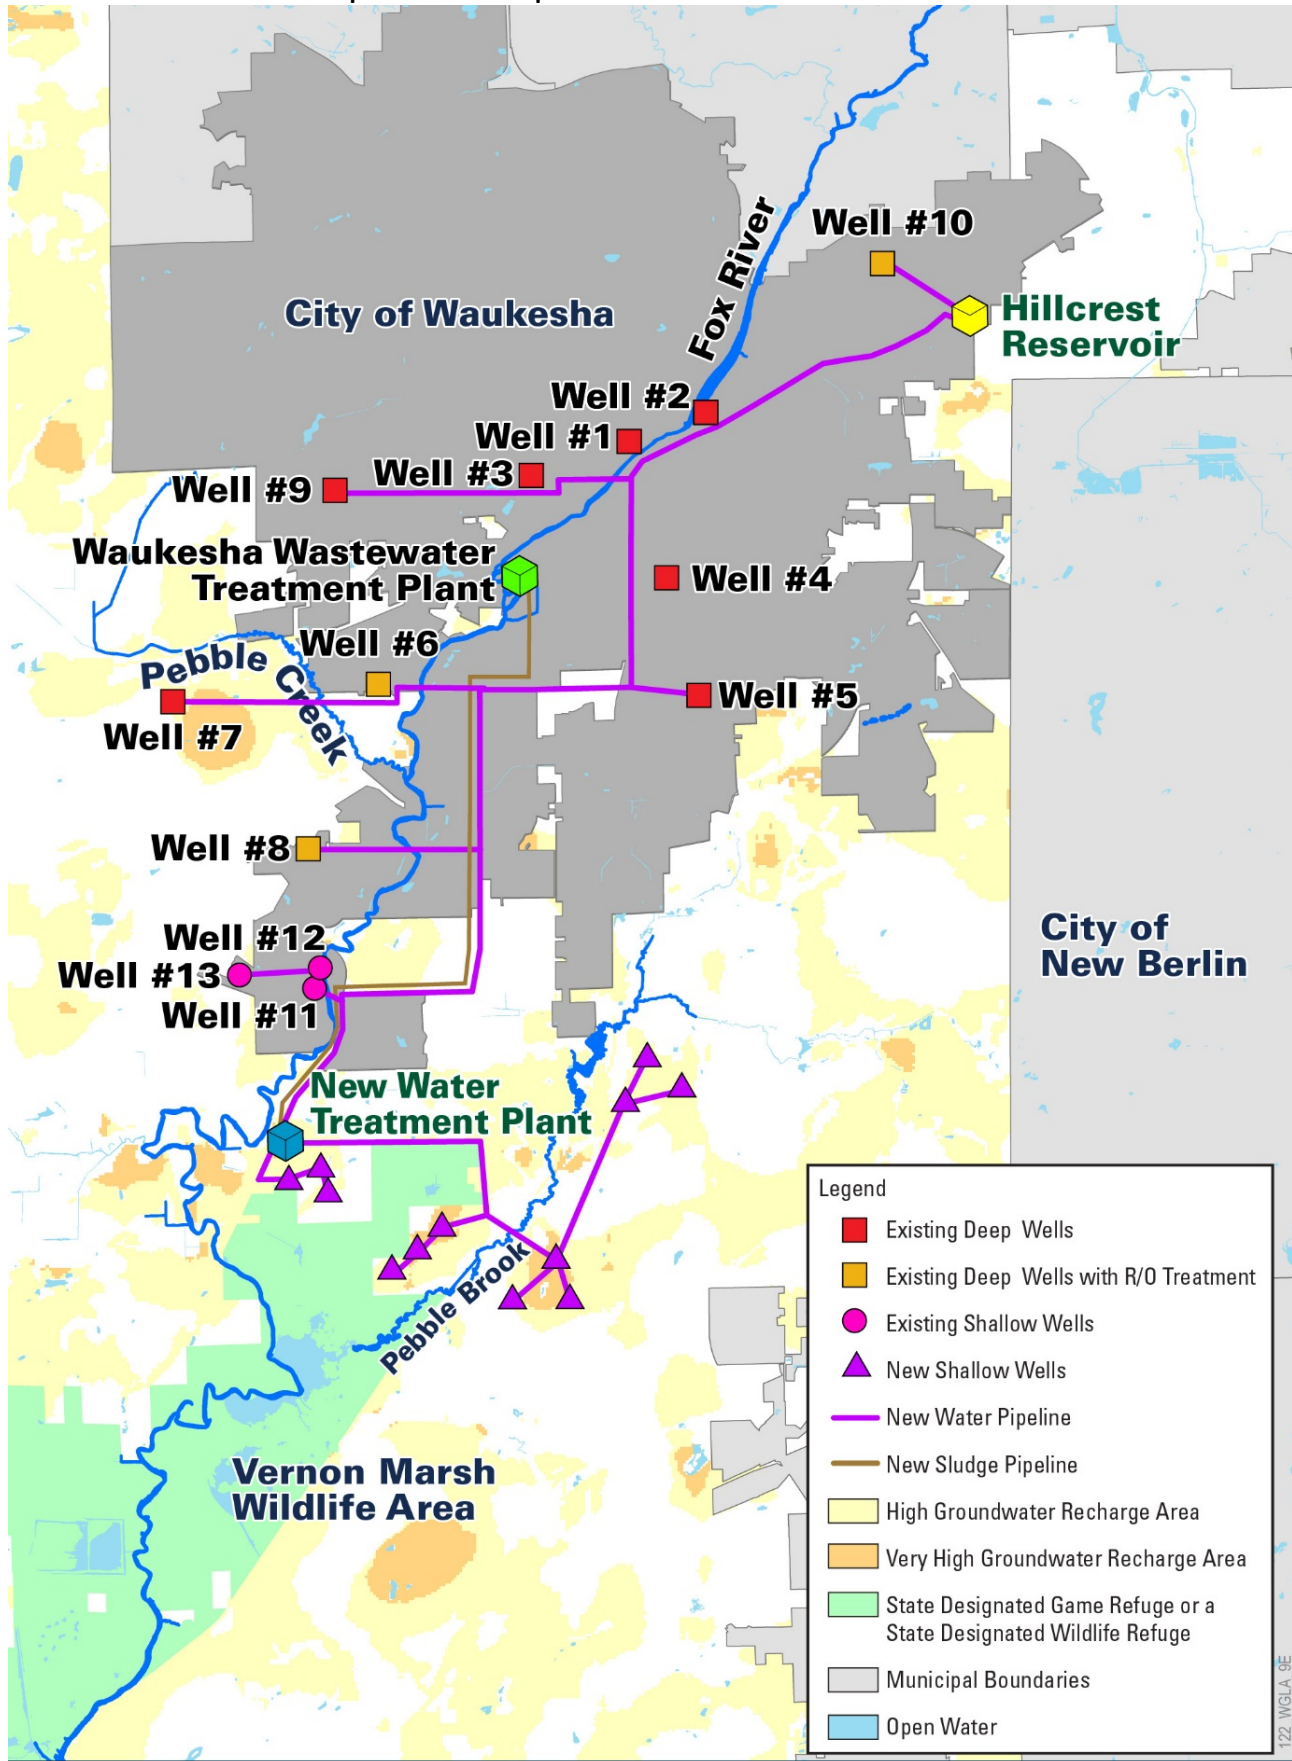 Well #10
Fox River
City of Waukesha
Hillcrest
Reservoir
Well #2
Well #1
Well #3
Well #9
Waukesha Wastewater
Treatment Plant
Well #4
Well #6
Pebble Creek
Well #5
Well #7
Well #8
City of
New Berlin
Well #12
Well #13
Well #11
New Water
Treatment Plant
Pebble Brook
Vernon Marsh
Wildlife Area
Legend
Existing Deep Wells
Existing Deep Wells with R/O Treatment
Existing Shallow Wells
New Shallow Wells
New Water Pipeline
New Sludge Pipeline
High Groundwater Recharge Area
Very High Groundwater Recharge Area
State Designated Game Refuge or a
State Designated Wildlife Refuge
Municipal Boundaries
Open Water
122 WGLA 9E